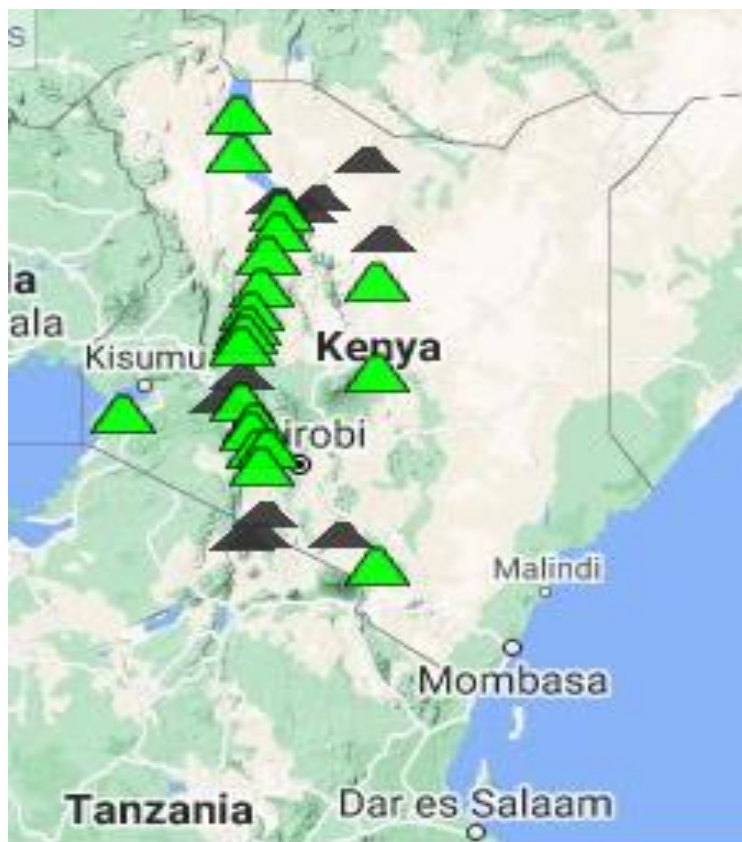 S
la
ala
Kisumu
Kenya
irobi
Malindi
Mombasa
Tanzania
Dar es Salaam